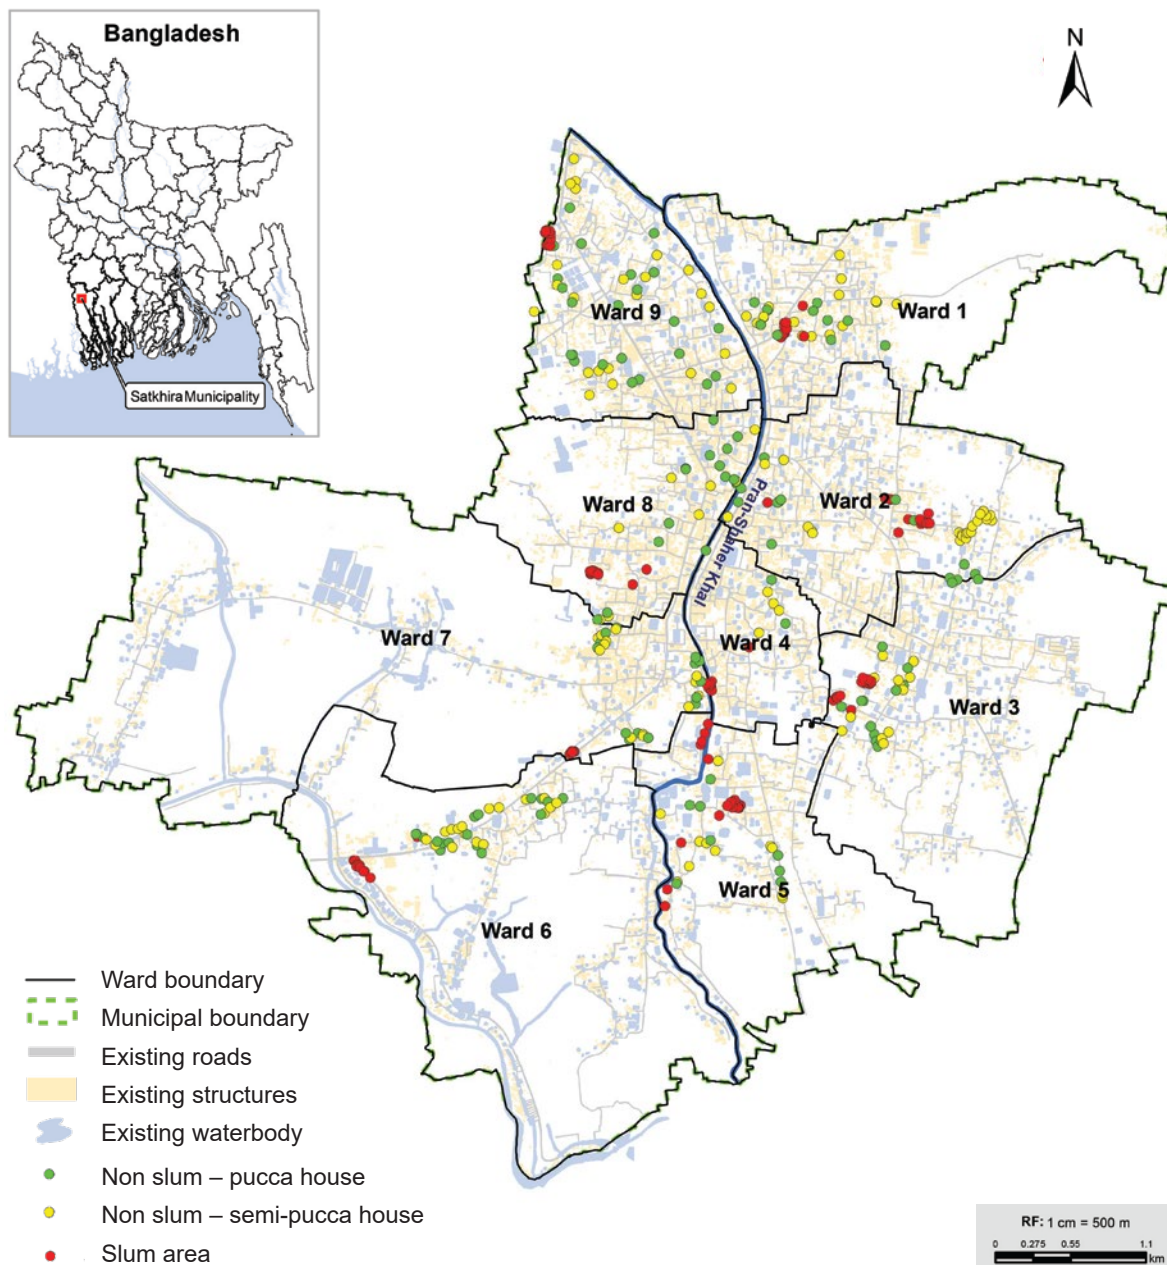 Bangladesh
Satkhira Municipality
N
Ward 9
Ward 1
Ward 8
Ward 2
Pran-Shaher Khal
Ward 7
Ward 4
Ward 3
Ward 5
Ward 6
Ward boundary
Municipal boundary
Existing roads
Existing structures
Existing waterbody
Non slum – pucca house
Non slum – semi-pucca house
Slum area
RF: 1 cm = 500 m
0 0.275 0.55 1.1
km